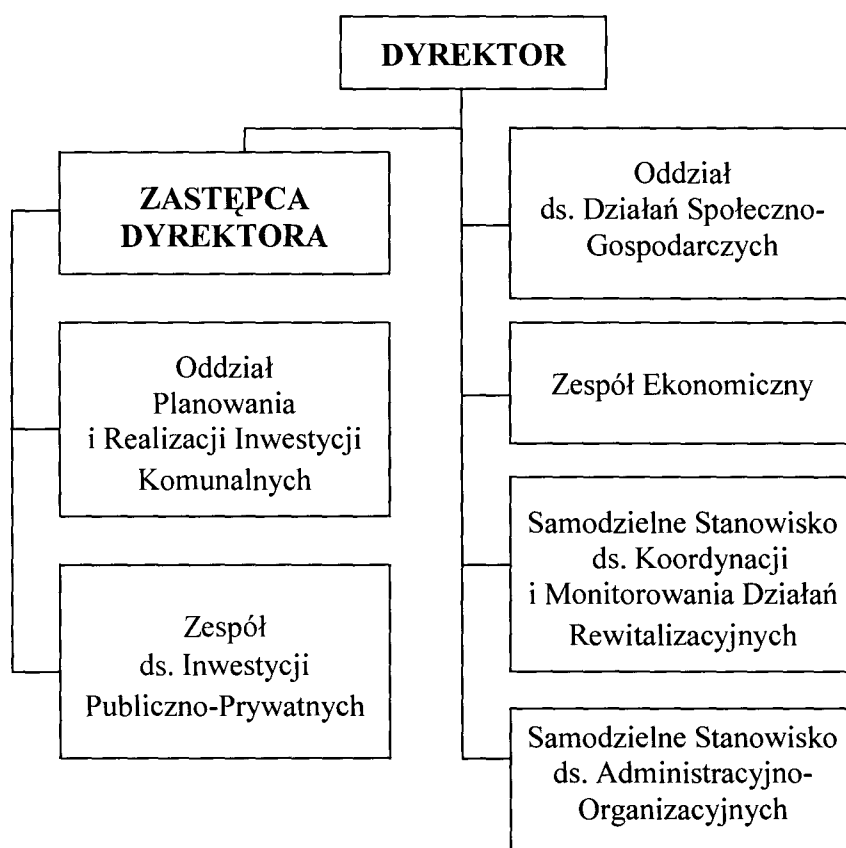 DYREKTOR
ZASTĘPCA
DYREKTORA
Oddział
Planowania
i Realizacji Inwestycji
Komunalnych
Zespół
ds. Inwestycji
Publiczno-Prywatnych
Oddział
ds. Działań Społeczno-
Gospodarczych
Zespół Ekonomiczny
Samodzielne Stanowisko
ds. Koordynacji
i Monitorowania Działań
Rewitalizacyjnych
Samodzielne Stanowisko
ds. Administracyjno-
Organizacyjnych